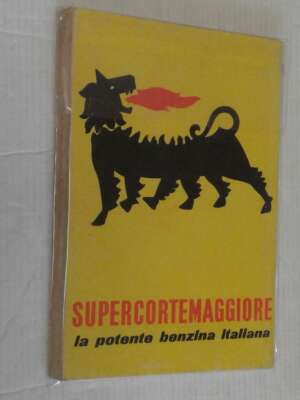 SUPERCORTEMAGGIORE
la potente benzina italiana